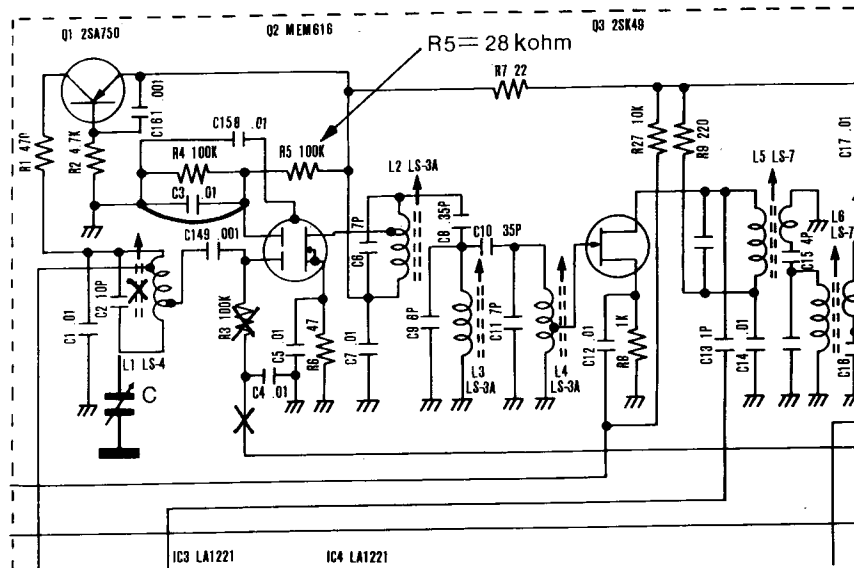 Q1 2SA750
Q2 MEM616
Q3 2SK49
R5= 28 kohm
R7 22
C161 .001
C158 .01
R1 470
R2 4.7K
R4 100K
R5 100K
C3 .01
L2 LS-3A
R27 10K
R9 220
L5 LS-7
C17 .01
L6
LS-7
C149 .001
C6 7P
C8 .35P
C10 .35P
C15 4P
C1 .01
C2 10P
L1 LS-4
C
R3 100K
C4 .01
C5 .01
R6 47
C7 .01
C9 6P
L3
LS-3A
C11 7P
L4
LS-3A
C12 .01
R8 1K
C13 1P
C14 .01
C16
IC3 LA1221
IC4 LA1221